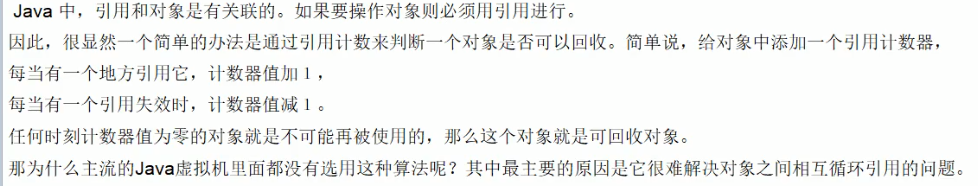 Java 中，引用和对象是有关联的。如果要操作对象则必须用引用进行。
因此，很显然一个简单的办法是通过引用计数来判断一个对象是否可以回收。简单说，给对象中添加一个引用计数器，
每当有一个地方引用它，计数器值加 1 ，
每当有一个引用失效时，计数器值减 1 。
任何时刻计数器值为零的对象就是不可能再被使用的，那么这个对象就是可回收对象。
那为什么主流的Java虚拟机里面都没有选用这种算法呢？其中最主要的原因是它很难解决对象之间相互循环引用的问题。